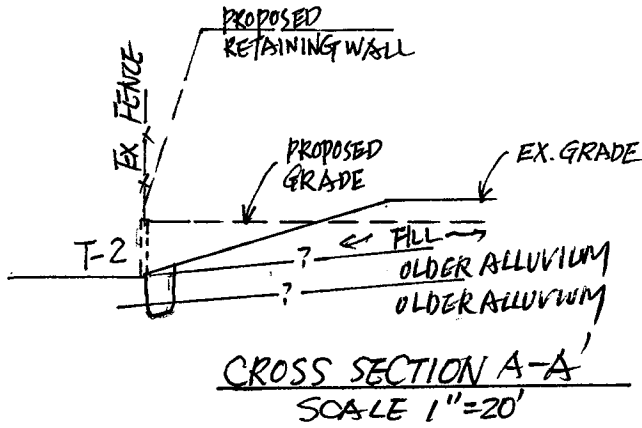 PROPOSED
RETAINING WALL
EX FENCE
PROPOSED
GRADE
EX. GRADE
T-2
? ← FILL →
OLDER ALLUVIUM
?
OLDER ALLUVIUM
CROSS SECTION A-A'
SCALE 1"=20'